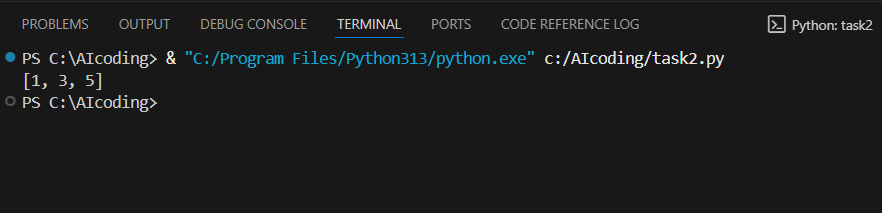 PROBLEMS OUTPUT DEBUG CONSOLE TERMINAL PORTS CODE REFERENCE LOG Python: task2
PS C:\AIcoding> & "C:/Program Files/Python313/python.exe" c:/AIcoding/task2.py
[1, 3, 5]
PS C:\AIcoding>